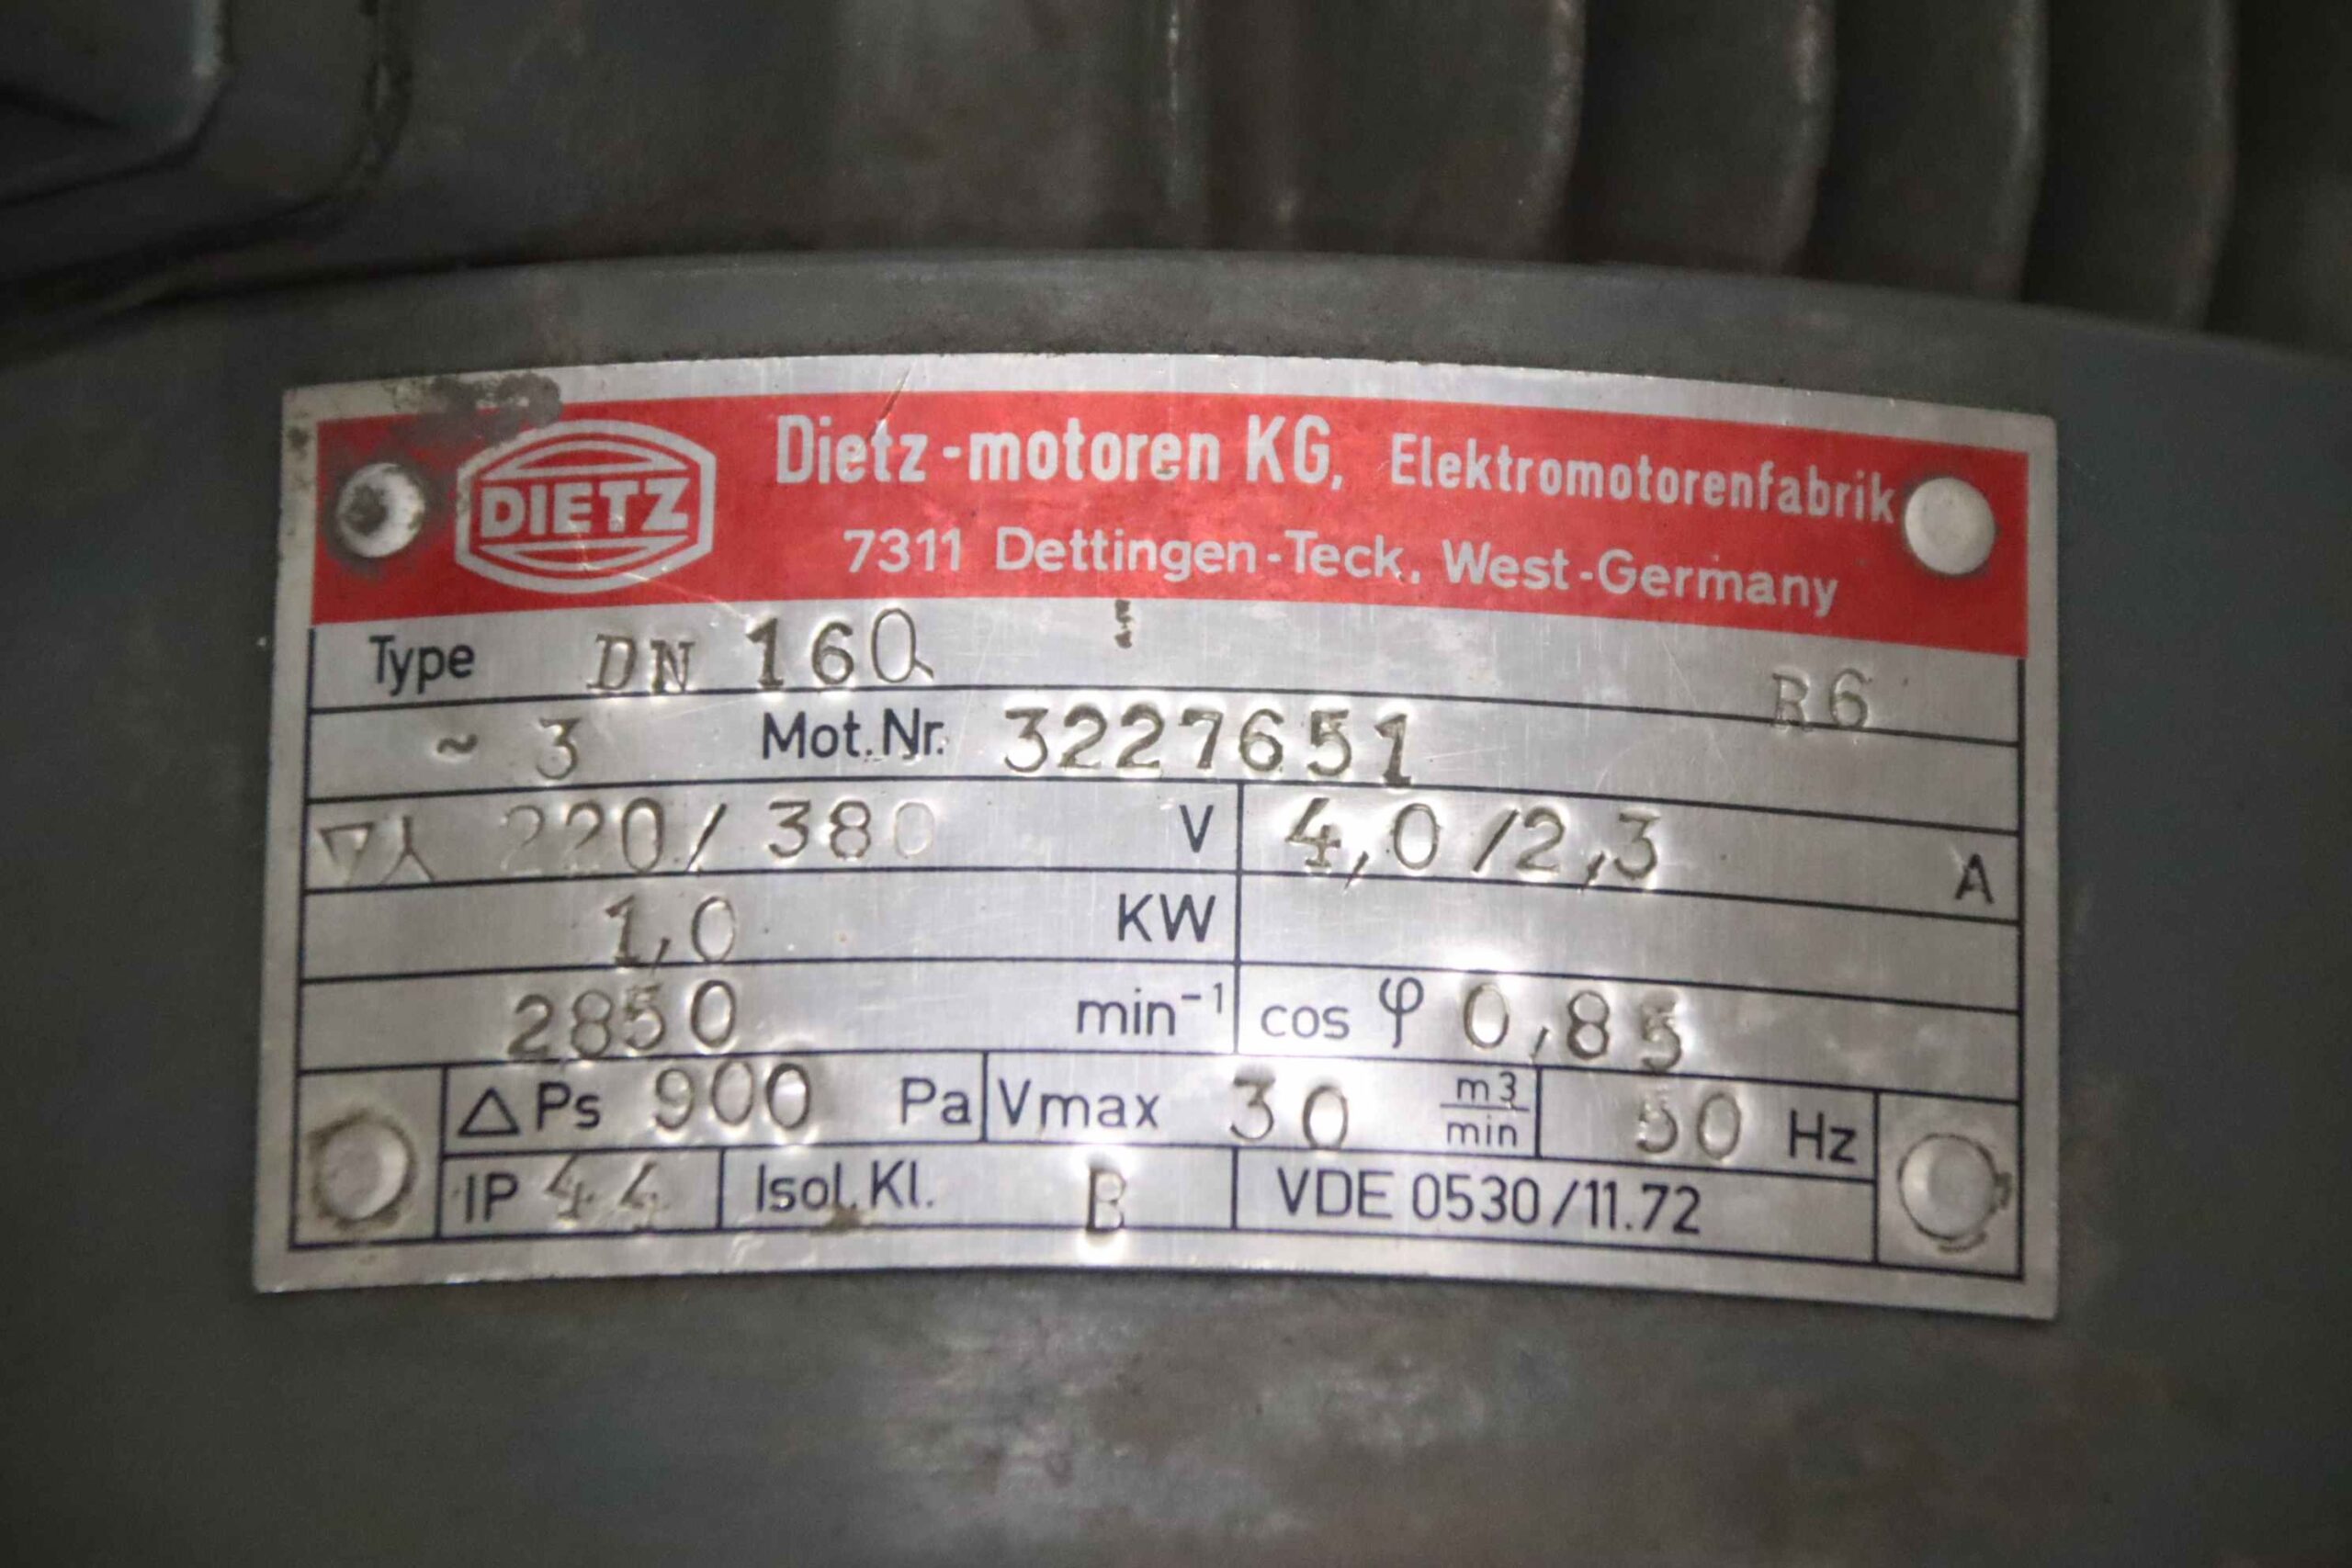 DIETZ
Dietz-motoren KG, Elektromotorenfabrik
7311 Dettingen-Teck, West-Germany
Type DN 160 R6
~ 3 Mot.Nr. 3227651
220/380 V 4,0/2,3 A
1,0 KW
2850 min⁻¹ cos φ 0,85
△Ps 900 Pa Vmax 30 m3/min 50 Hz
IP 44 Isol.Kl. B VDE 0530/11.72